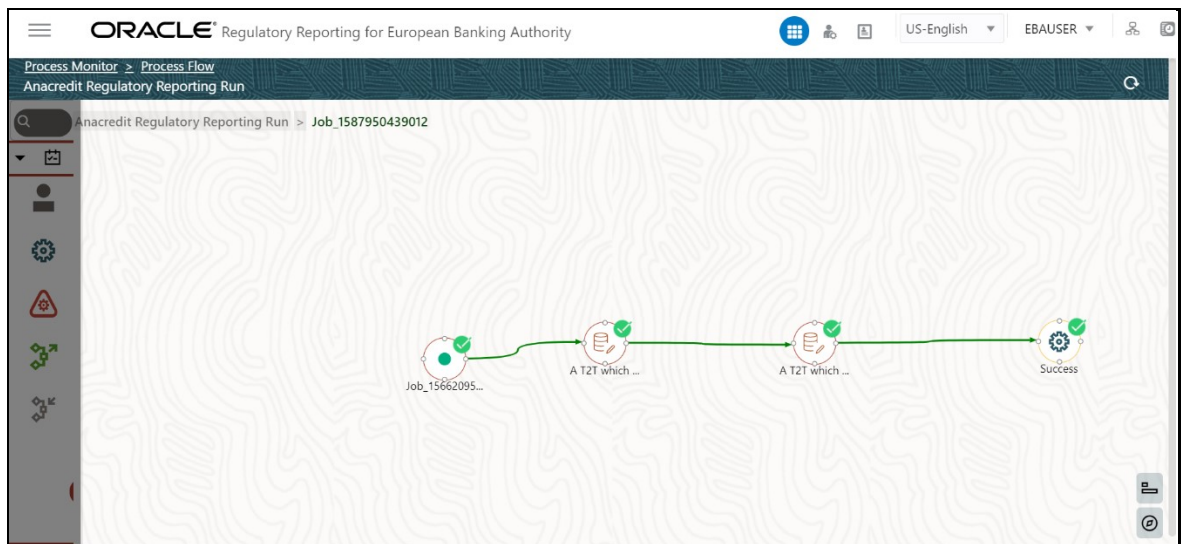 ORACLE® Regulatory Reporting for European Banking Authority
US-English
EBAUSER
Process Monitor > Process Flow
Anacredit Regulatory Reporting Run
Anacredit Regulatory Reporting Run > Job_1587950439012
Job_15662095...
A T2T which ...
A T2T which ...
Success